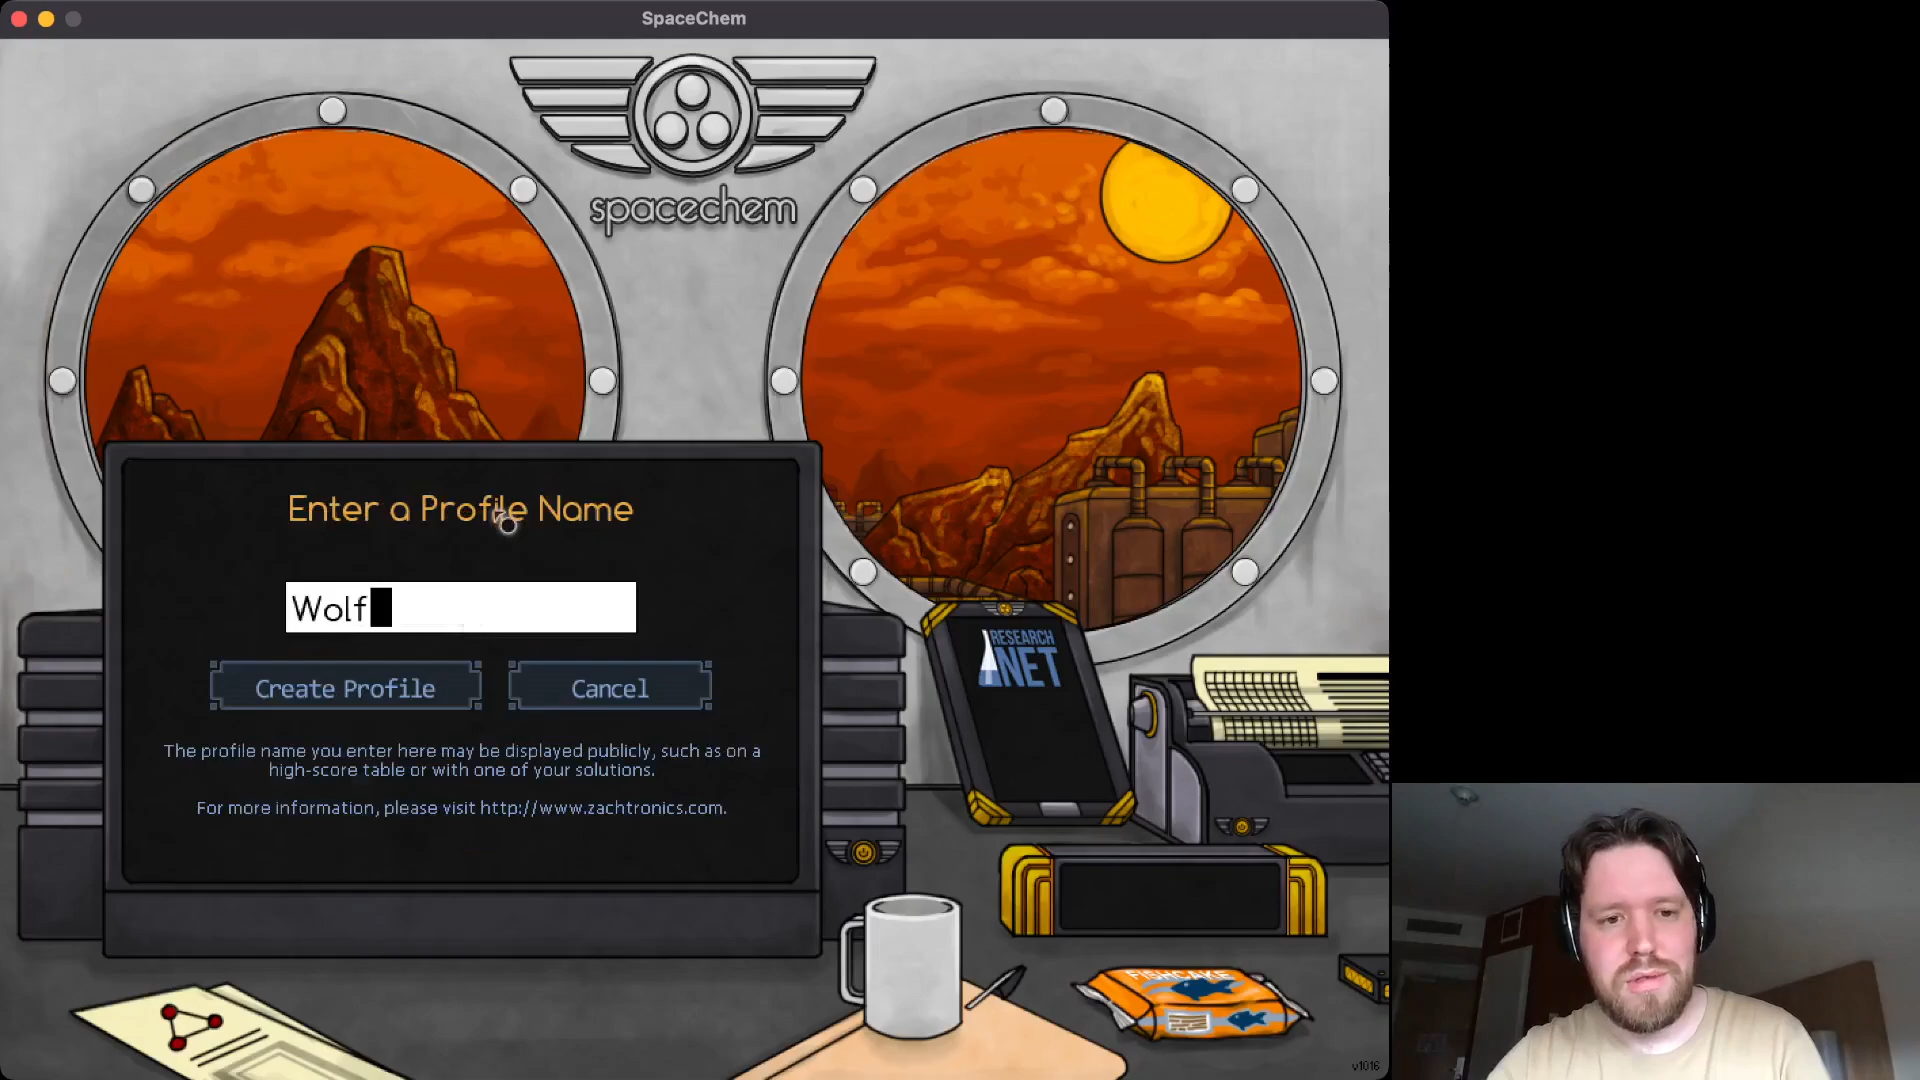 SpaceChem
spacechem
Enter a Profile Name
Wolf
Create Profile
Cancel
The profile name you enter here may be displayed publicly, such as on a
high-score table or with one of your solutions.
For more information, please visit http://www.zachtronics.com.
RESEARCH
NET
FISHCAKE
v1016